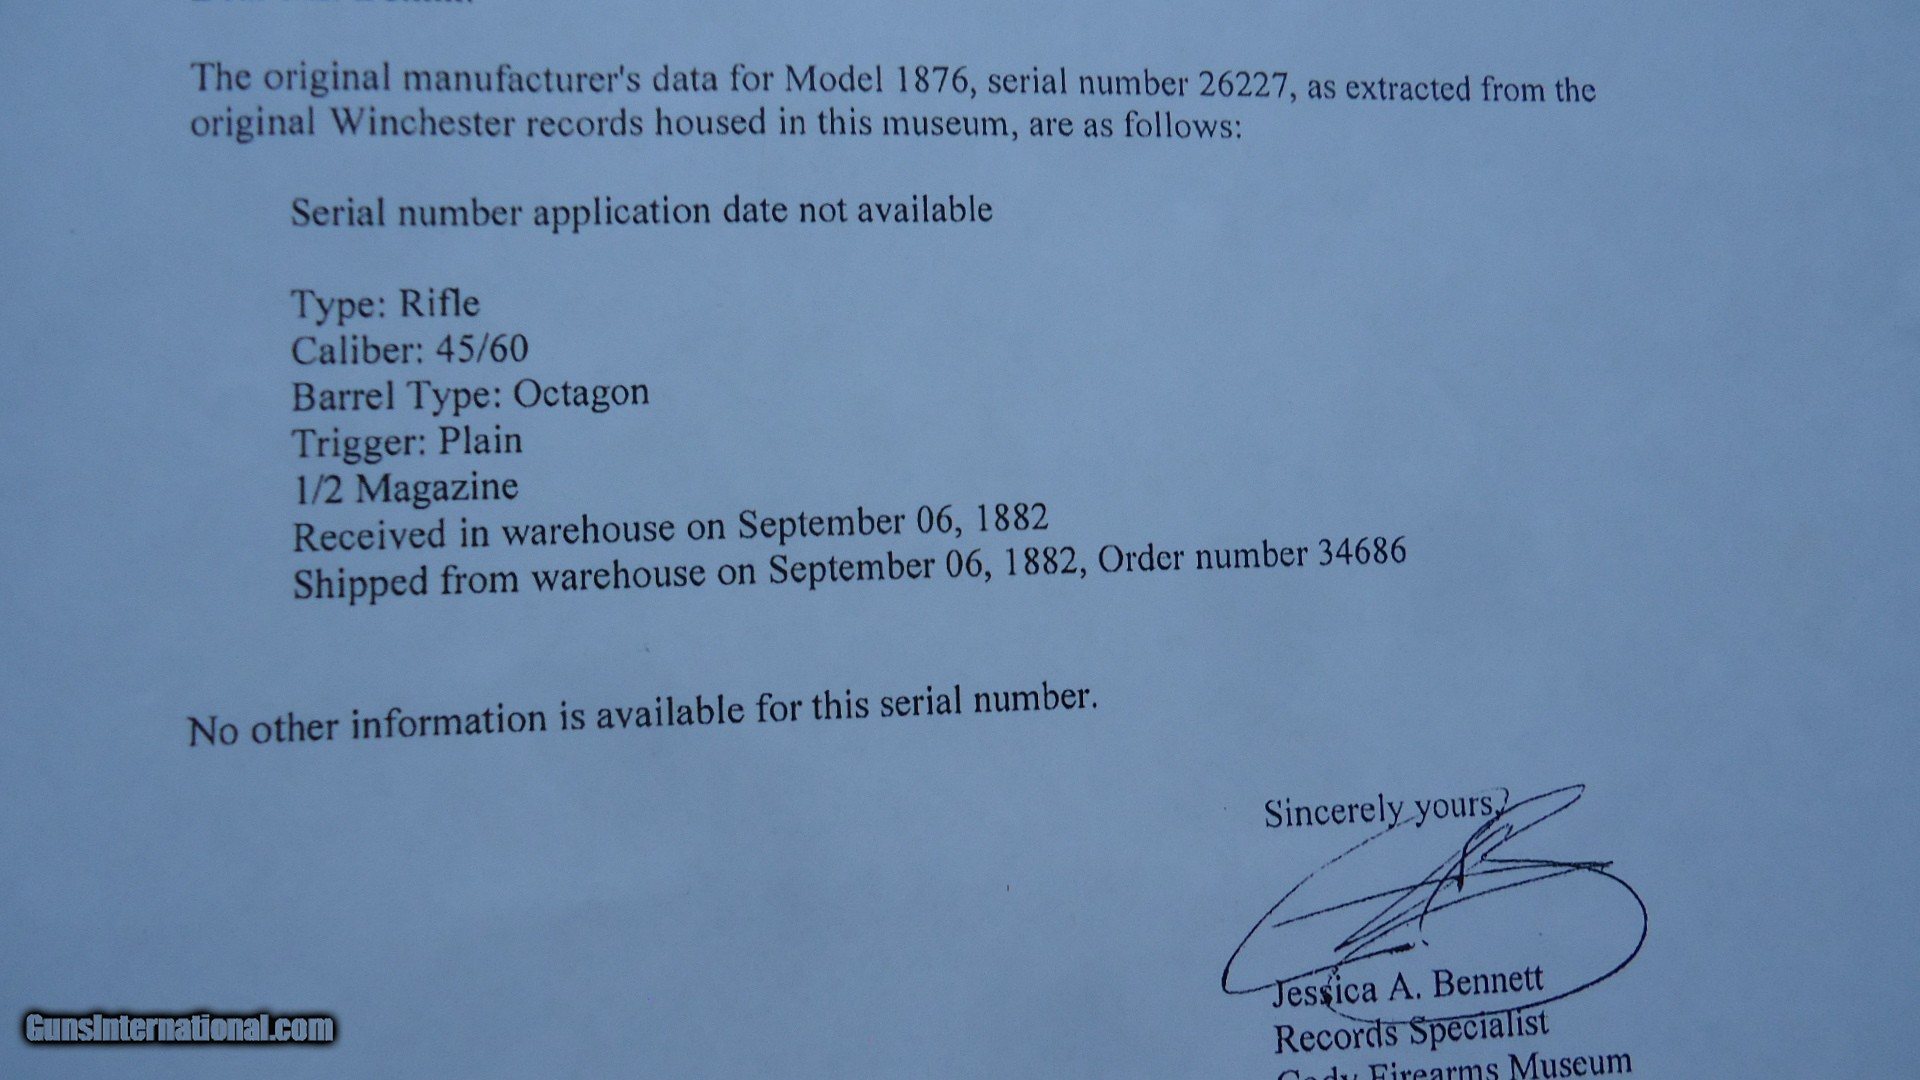 The original manufacturer's data for Model 1876, serial number 26227, as extracted from the
original Winchester records housed in this museum, are as follows:
Serial number application date not available
Type: Rifle
Caliber: 45/60
Barrel Type: Octagon
Trigger: Plain
1/2 Magazine
Received in warehouse on September 06, 1882
Shipped from warehouse on September 06, 1882, Order number 34686
No other information is available for this serial number.
Sincerely yours,
Jessica A. Bennett
Records Specialist
Cody Firearms Museum
GunsInternational.com